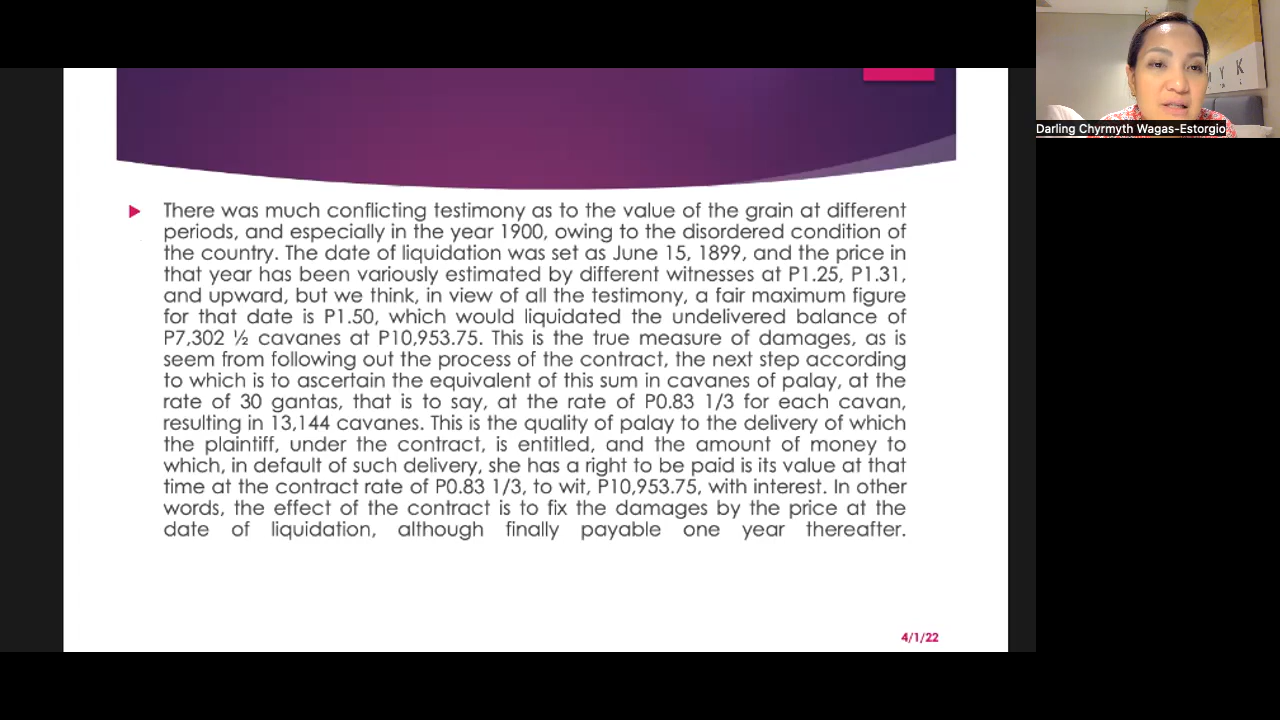 Darling Chyrmyth Wagas-Estorgio
There was much conflicting testimony as to the value of the grain at different
periods, and especially in the year 1900, owing to the disordered condition of
the country. The date of liquidation was set as June 15, 1899, and the price in
that year has been variously estimated by different witnesses at P1.25, P1.31,
and upward, but we think, in view of all the testimony, a fair maximum figure
for that date is P1.50, which would liquidated the undelivered balance of
P7,302 ½ cavanes at P10,953.75. This is the true measure of damages, as is
seem from following out the process of the contract, the next step according
to which is to ascertain the equivalent of this sum in cavanes of palay, at the
rate of 30 gantas, that is to say, at the rate of P0.83 1/3 for each cavan,
resulting in 13,144 cavanes. This is the quality of palay to the delivery of which
the plaintiff, under the contract, is entitled, and the amount of money to
which, in default of such delivery, she has a right to be paid is its value at that
time at the contract rate of P0.83 1/3, to wit, P10,953.75, with interest. In other
words, the effect of the contract is to fix the damages by the price at the
date of liquidation, although finally payable one year thereafter.
4/1/22